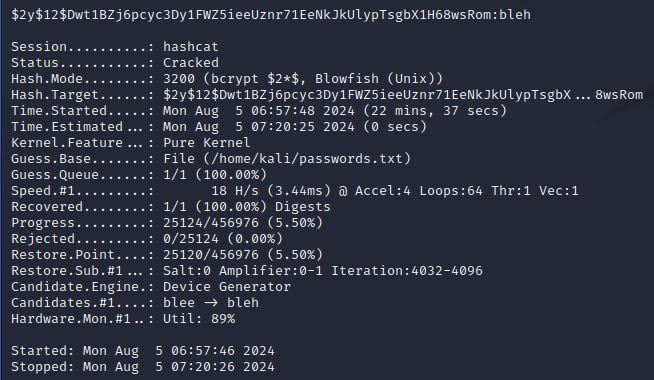 $2y$12$Dwt1BZj6pcyc3Dy1FWZ5ieeUznr71EeNkJkUlypTsgbX1H68wsRom:bleh
Session..........: hashcat
Status...........: Cracked
Hash.Mode........: 3200 (bcrypt $2*$, Blowfish (Unix))
Hash.Target......: $2y$12$Dwt1BZj6pcyc3Dy1FWZ5ieeUznr71EeNkJkUlypTsgbX...8wsRom
Time.Started.....: Mon Aug  5 06:57:48 2024 (22 mins, 37 secs)
Time.Estimated...: Mon Aug  5 07:20:25 2024 (0 secs)
Kernel.Feature...: Pure Kernel
Guess.Base.......: File (/home/kali/passwords.txt)
Guess.Queue......: 1/1 (100.00%)
Speed.#1.........:       18 H/s (3.44ms) @ Accel:4 Loops:64 Thr:1 Vec:1
Recovered........: 1/1 (100.00%) Digests
Progress.........: 25124/456976 (5.50%)
Rejected.........: 0/25124 (0.00%)
Restore.Point....: 25120/456976 (5.50%)
Restore.Sub.#1...: Salt:0 Amplifier:0-1 Iteration:4032-4096
Candidate.Engine.: Device Generator
Candidates.#1....: blee -> bleh
Hardware.Mon.#1..: Util: 89%
Started: Mon Aug  5 06:57:46 2024
Stopped: Mon Aug  5 07:20:26 2024